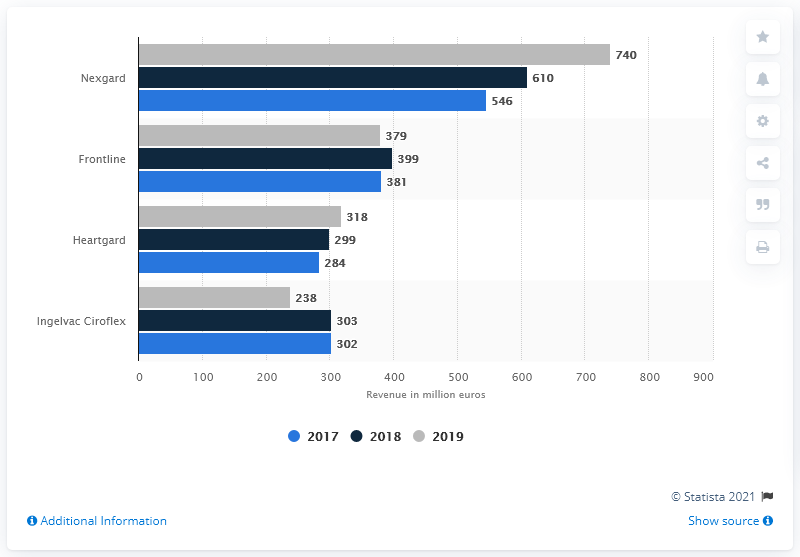 Nexgard
740
610
546
Frontline
379
399
381
Heartgard
318
299
284
Ingelvac Ciroflex
238
303
302
0 100 200 300 400 500 600 700 800 900
Revenue in million euros
2017 2018 2019
© Statista 2021
Additional Information
Show source